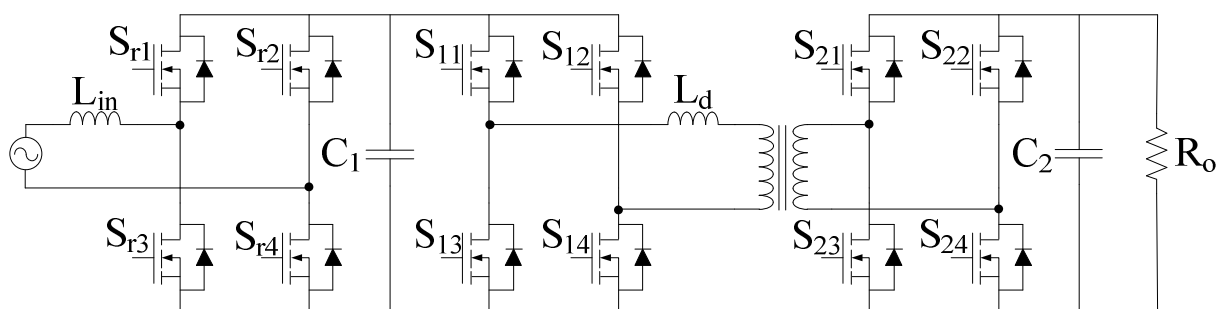 S_r1
S_r2
S_11
S_12
S_21
S_22
L_in
L_d
C_1
C_2
R_o
S_r3
S_r4
S_13
S_14
S_23
S_24